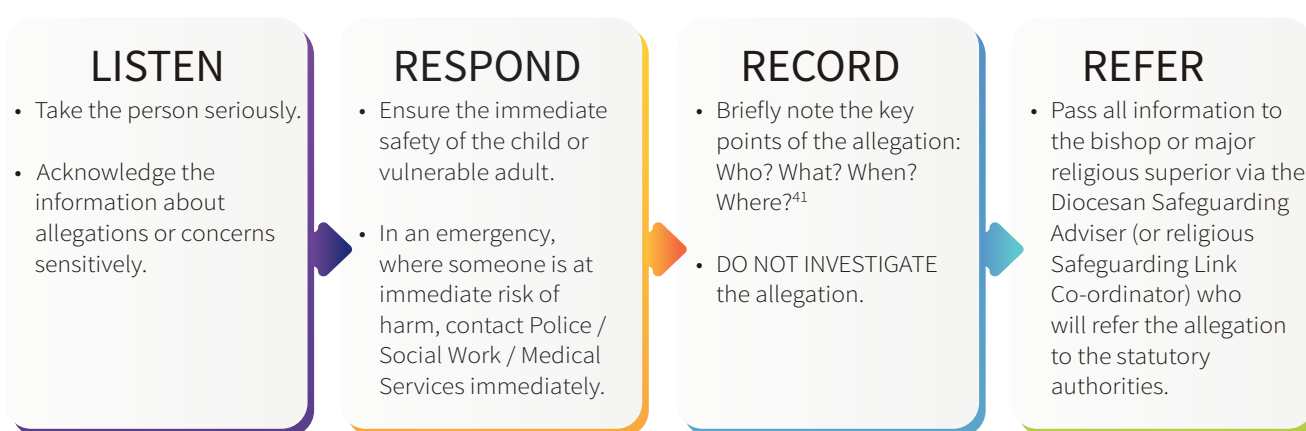 LISTEN
• Take the person seriously.
• Acknowledge the
information about
allegations or concerns
sensitively.
RESPOND
• Ensure the immediate
safety of the child or
vulnerable adult.
• In an emergency,
where someone is at
immediate risk of
harm, contact Police /
Social Work / Medical
Services immediately.
RECORD
• Briefly note the key
points of the allegation:
Who? What? When?
Where?⁴¹
• DO NOT INVESTIGATE
the allegation.
REFER
• Pass all information to
the bishop or major
religious superior via the
Diocesan Safeguarding
Adviser (or religious
Safeguarding Link
Co-ordinator) who
will refer the allegation
to the statutory
authorities.